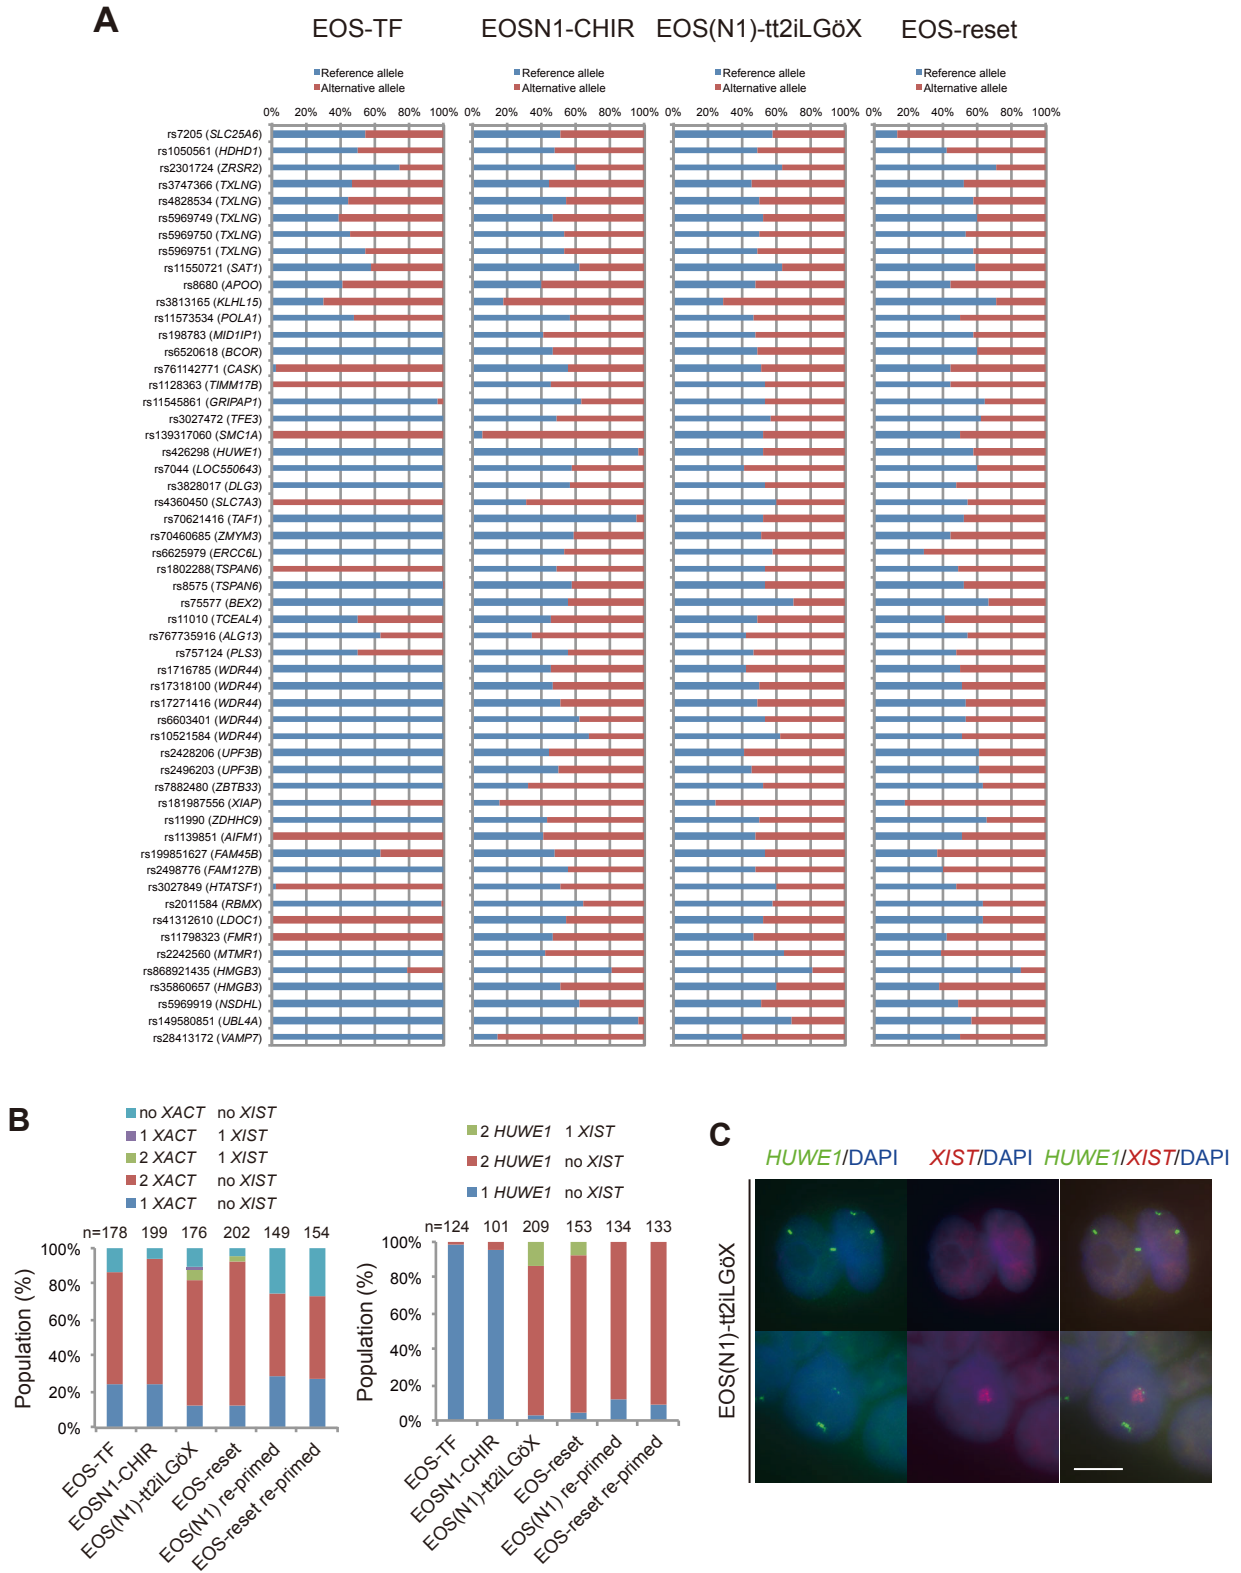 A
EOS-TF EOSN1-CHIR EOS(N1)-tt2iLGöX EOS-reset
Reference allele Reference allele Reference allele Reference allele
Alternative allele Alternative allele Alternative allele Alternative allele
0% 20% 40% 60% 80% 100% 0% 20% 40% 60% 80% 100% 0% 20% 40% 60% 80% 100% 0% 20% 40% 60% 80% 100%
rs7205 (SLC25A6)
rs1050561 (HDHD1)
rs2301724 (ZRSR2)
rs3747366 (TXLNG)
rs4828534 (TXLNG)
rs5969749 (TXLNG)
rs5969750 (TXLNG)
rs5969751 (TXLNG)
rs11550721 (SAT1)
rs8680 (APOO)
rs3813165 (KLHL15)
rs11573534 (POLA1)
rs198783 (MID1IP1)
rs6520618 (BCOR)
rs761142771 (CASK)
rs1128363 (TIMM17B)
rs11545861 (GRIPAP1)
rs3027472 (TFE3)
rs139317060 (SMC1A)
rs426298 (HUWE1)
rs7044 (LOC550643)
rs3828017 (DLG3)
rs4360450 (SLC7A3)
rs70621416 (TAF1)
rs70460685 (ZMYM3)
rs6625979 (ERCC6L)
rs1802288(TSPAN6)
rs8575 (TSPAN6)
rs75577 (BEX2)
rs11010 (TCEAL4)
rs767735916 (ALG13)
rs757124 (PLS3)
rs1716785 (WDR44)
rs17318100 (WDR44)
rs17271416 (WDR44)
rs6603401 (WDR44)
rs10521584 (WDR44)
rs2428206 (UPF3B)
rs2496203 (UPF3B)
rs7882480 (ZBTB33)
rs181987556 (XIAP)
rs11990 (ZDHHC9)
rs1139851 (AIFM1)
rs199851627 (FAM45B)
rs2498776 (FAM127B)
rs3027849 (HTATSF1)
rs2011584 (RBMX)
rs41312610 (LDOC1)
rs11798323 (FMR1)
rs2242560 (MTMR1)
rs868921435 (HMGB3)
rs35860657 (HMGB3)
rs5969919 (NSDHL)
rs149580851 (UBL4A)
rs28413172 (VAMP7)
B
no XACT no XIST
1 XACT 1 XIST
2 XACT 1 XIST
2 XACT no XIST
1 XACT no XIST
n=178 199 176 202 149 154
100%
80%
60%
40%
20%
0%
Population (%)
EOS-TF
EOSN1-CHIR
EOS(N1)-tt2iLGöX
EOS-reset
EOS(N1) re-primed
EOS-reset re-primed
2 HUWE1 1 XIST
2 HUWE1 no XIST
1 HUWE1 no XIST
n=124 101 209 153 134 133
100%
80%
60%
40%
20%
0%
Population (%)
EOS-TF
EOSN1-CHIR
EOS(N1)-tt2iLGöX
EOS-reset
EOS(N1) re-primed
EOS-reset re-primed
C
HUWE1/DAPI XIST/DAPI HUWE1/XIST/DAPI
EOS(N1)-tt2iLGöX